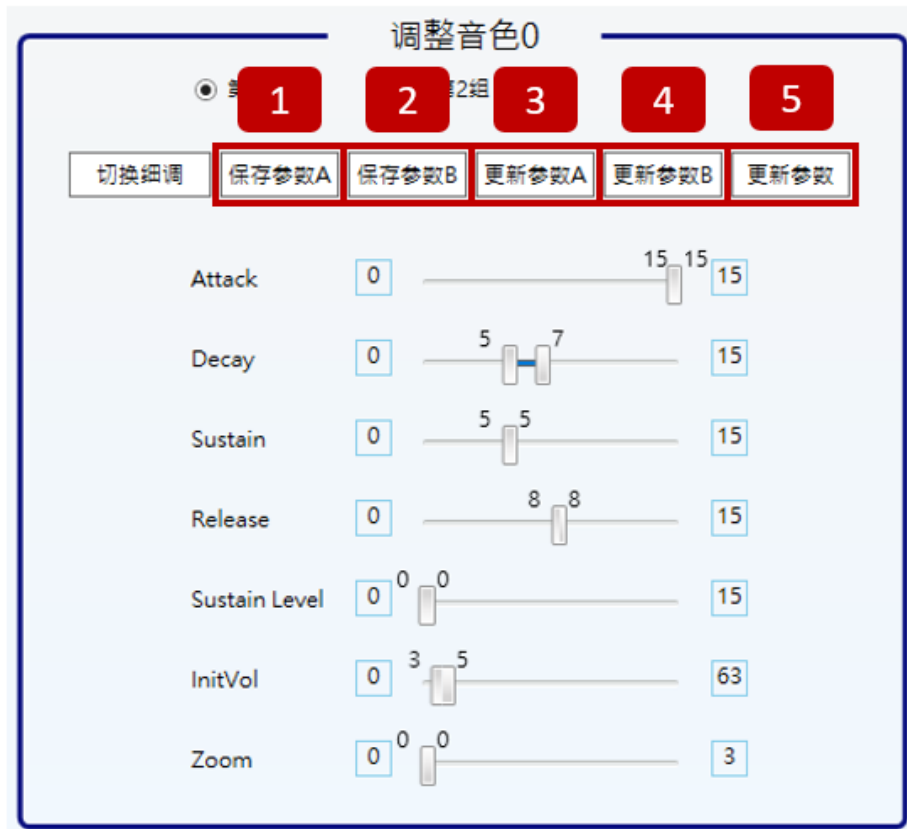 调整音色0
2组
1 2 3 4 5
切换细调 保存参数A 保存参数B 更新参数A 更新参数B 更新参数
Attack 0 15 15 15
Decay 0 5 7 15
Sustain 0 5 5 15
Release 0 8 8 15
Sustain Level 0 0 0 15
InitVol 0 3 5 63
Zoom 0 0 0 3